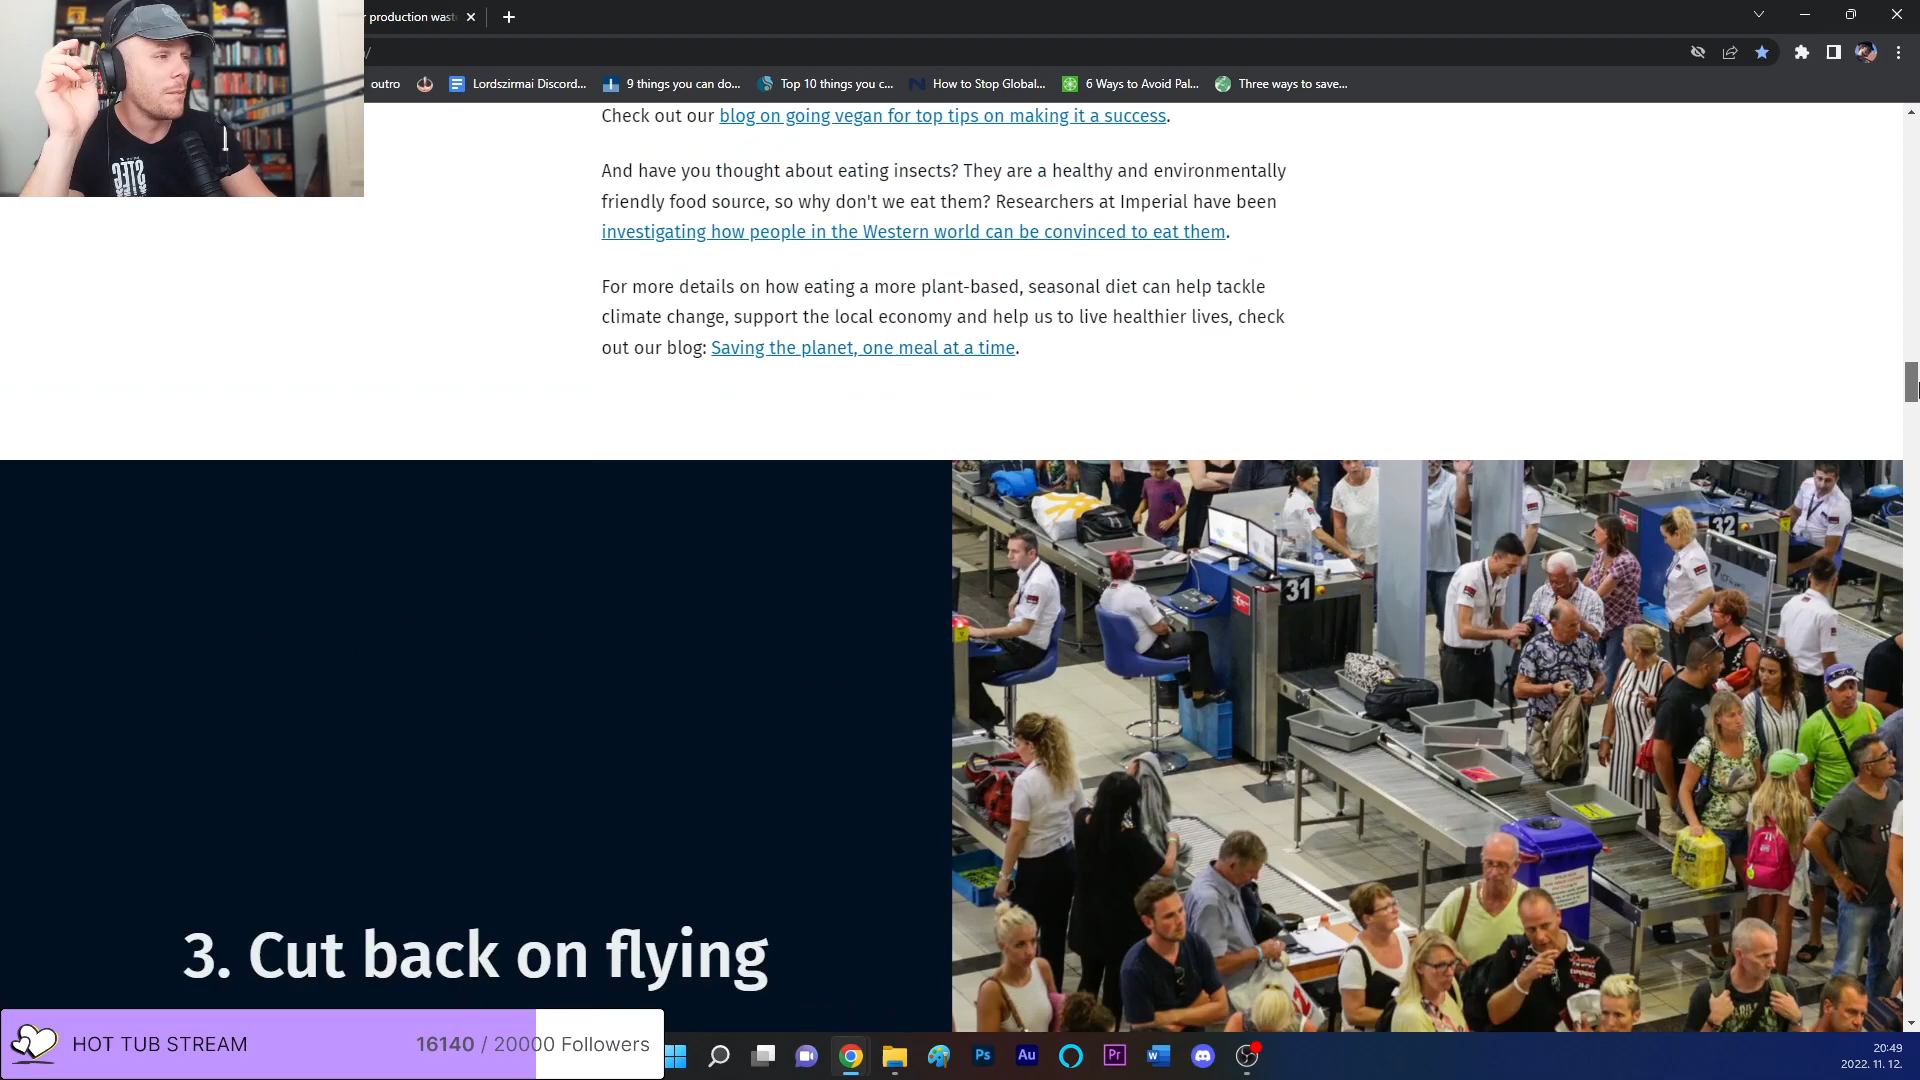 r production wast
/
outro
Lordszirmai Discord...
9 things you can do...
Top 10 things you c...
How to Stop Global...
6 Ways to Avoid Pal...
Three ways to save...
Check out our blog on going vegan for top tips on making it a success.
And have you thought about eating insects? They are a healthy and environmentally
friendly food source, so why don't we eat them? Researchers at Imperial have been
investigating how people in the Western world can be convinced to eat them.
For more details on how eating a more plant-based, seasonal diet can help tackle
climate change, support the local economy and help us to live healthier lives, check
out our blog: Saving the planet, one meal at a time.
32
31
3. Cut back on flying
HOT TUB STREAM
16140 / 20000 Followers
Ps
Au
Pr
W
20:49
2022. 11. 12.